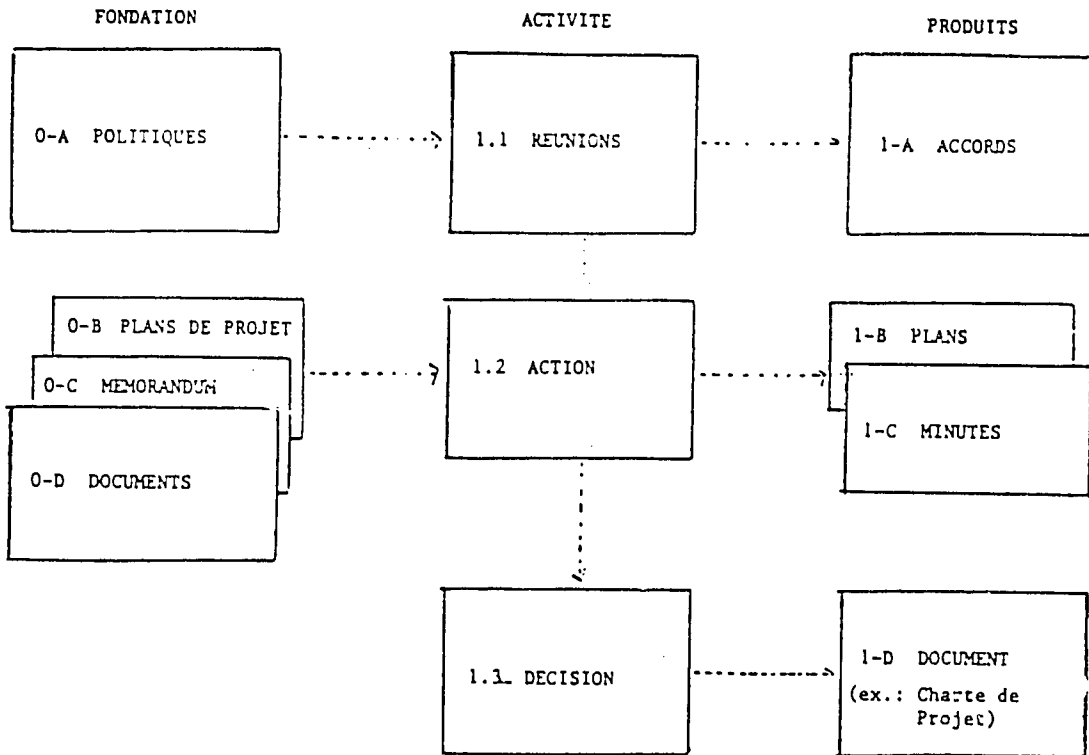 FONDATION
ACTIVITE
PRODUITS
0-A POLITIQUES
1.1 REUNIONS
1-A ACCORDS
0-B PLANS DE PROJET
0-C MEMORANDUM
0-D DOCUMENTS
1.2 ACTION
1-B PLANS
1-C MINUTES
1.3 DECISION
1-D DOCUMENT
(ex.: Charte de
Projet)